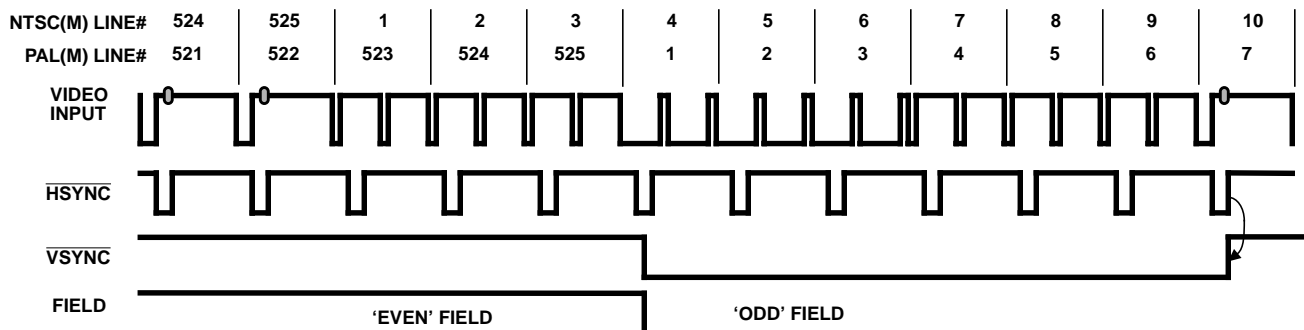 NTSC(M) LINE# 524 525 1 2 3 4 5 6 7 8 9 10
PAL(M) LINE# 521 522 523 524 525 1 2 3 4 5 6 7
VIDEO
INPUT
HSYNC
VSYNC
FIELD
'EVEN' FIELD
'ODD' FIELD